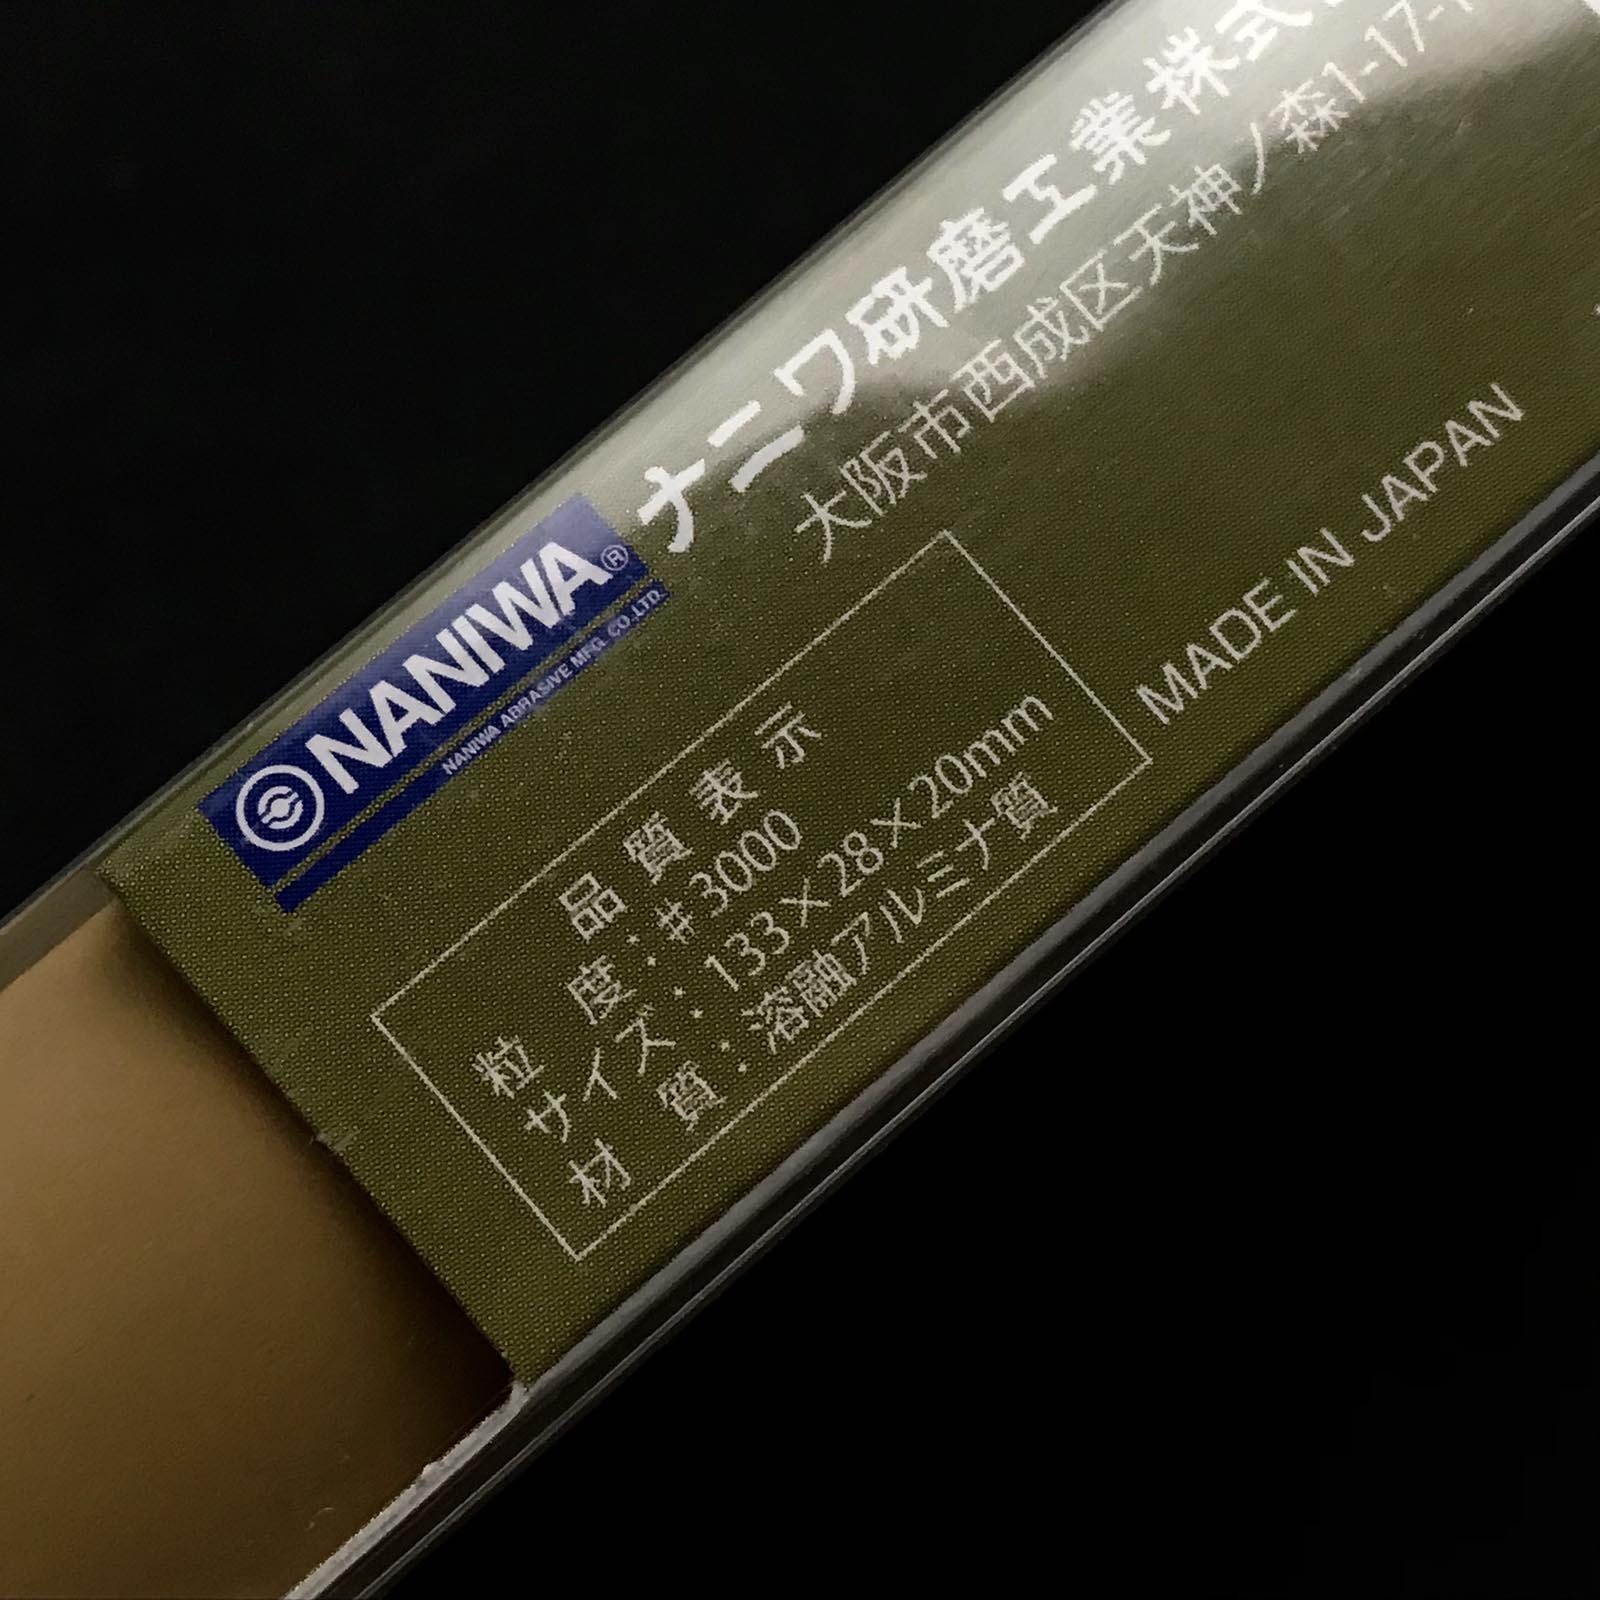 NANIWA®
NANIWA ABRASIVE MFG. CO.,LTD.
ナニワ研磨工業株式
大阪市西成区天神ノ森1-17-
MADE IN JAPAN
品質表示
粒度:#3000
サイズ:133×28×20mm
材質:溶融アルミナ質